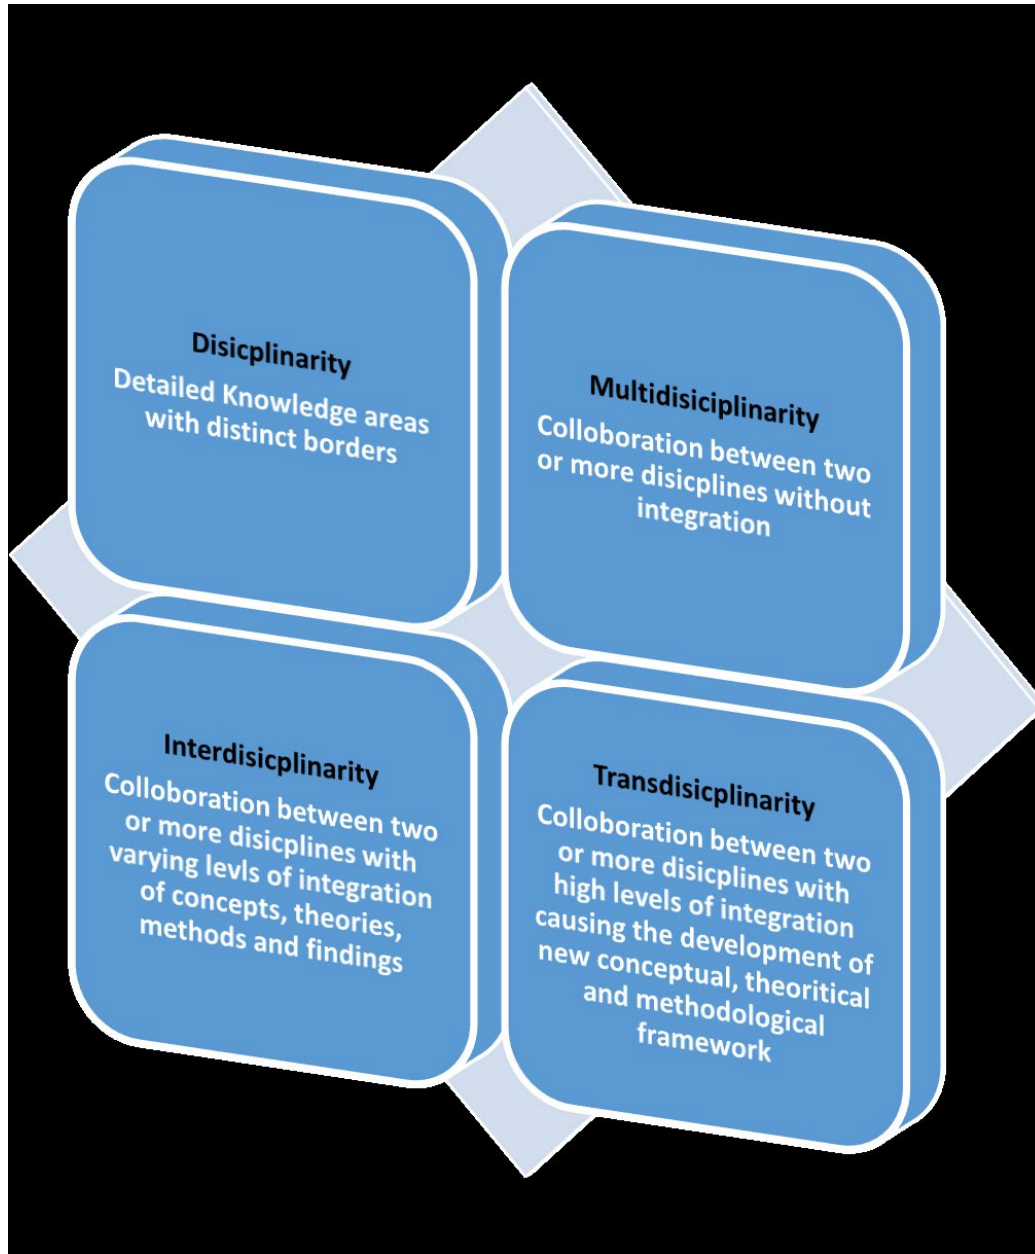 Disicplinarity
Detailed Knowledge areas
with distinct borders
Multidisiciplinarity
Colloboration between two
or more disicplines without
integration
Interdisicplinarity
Colloboration between two
or more disicplines with
varying levls of integration
of concepts, theories,
methods and findings
Transdisicplinarity
Colloboration between two
or more disicplines with
high levels of integration
causing the development of
new conceptual, theoritical
and methodological
framework